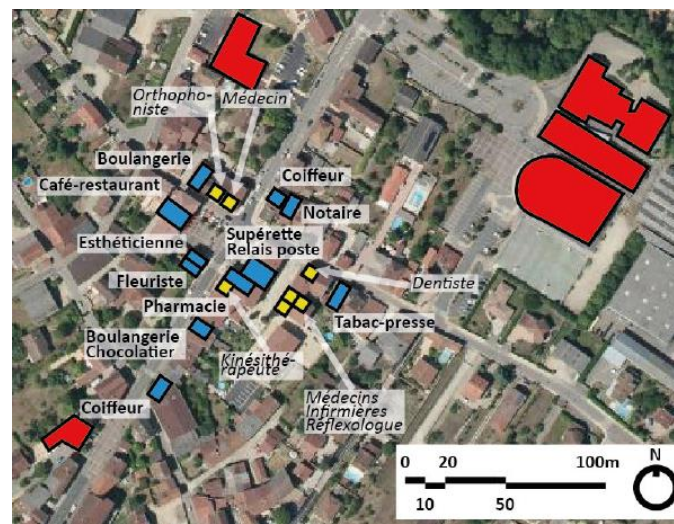 Orthopho-
niste
Médecin
Boulangerie
Café-restaurant
Coiffeur
Notaire
Esthéticienne
Supérette
Relais poste
Fleuriste
Dentiste
Pharmacie
Tabac-presse
Boulangerie
Chocolatier
Kinésithé-
rapeute
Médecins
Infirmières
Réflexologue
Coiffeur
N
0 20 100m
10 50